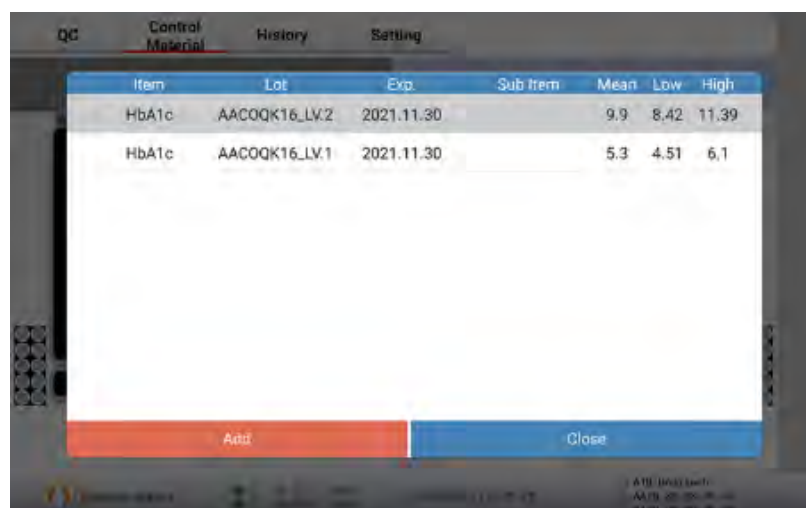 QC Control Material History Setting
Item Lot Exp. Sub Item Mean Low High
HbA1c AACOQK16_LV.2 2021.11.30 9.9 8.42 11.39
HbA1c AACOQK16_LV.1 2021.11.30 5.3 4.51 6.1
Add Close